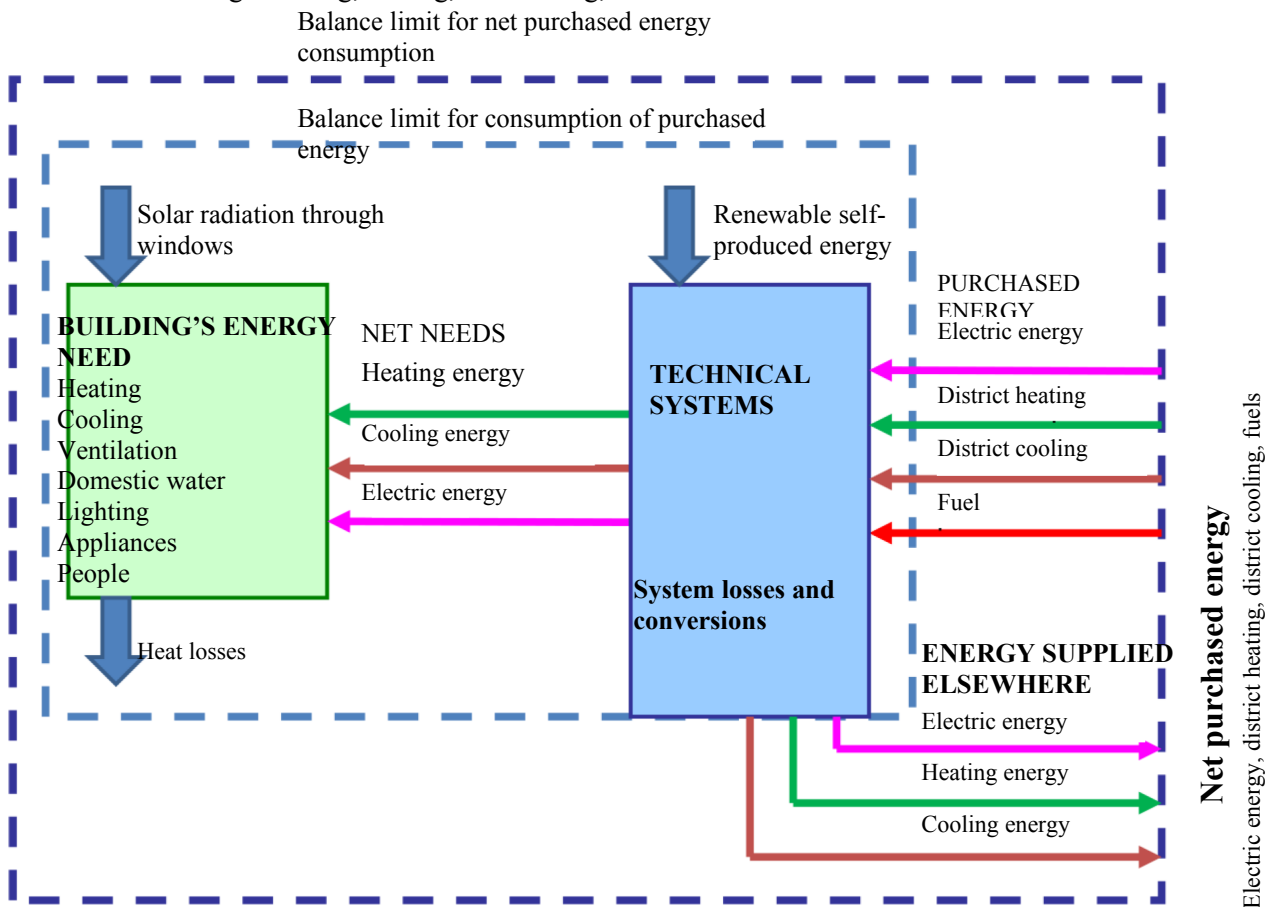 Balance limit for net purchased energy
consumption
Balance limit for consumption of purchased
energy
Solar radiation through
windows
Renewable self-
produced energy
BUILDING'S ENERGY
NEED
Heating
Cooling
Ventilation
Domestic water
Lighting
Appliances
People
NET NEEDS
Heating energy
Cooling energy
Electric energy
TECHNICAL
SYSTEMS
System losses and
conversions
PURCHASED
ENERGY
Electric energy
District heating
District cooling
Fuel
Heat losses
ENERGY SUPPLIED
ELSEWHERE
Electric energy
Heating energy
Cooling energy
Net purchased energy
Electric energy, district heating, district cooling, fuels